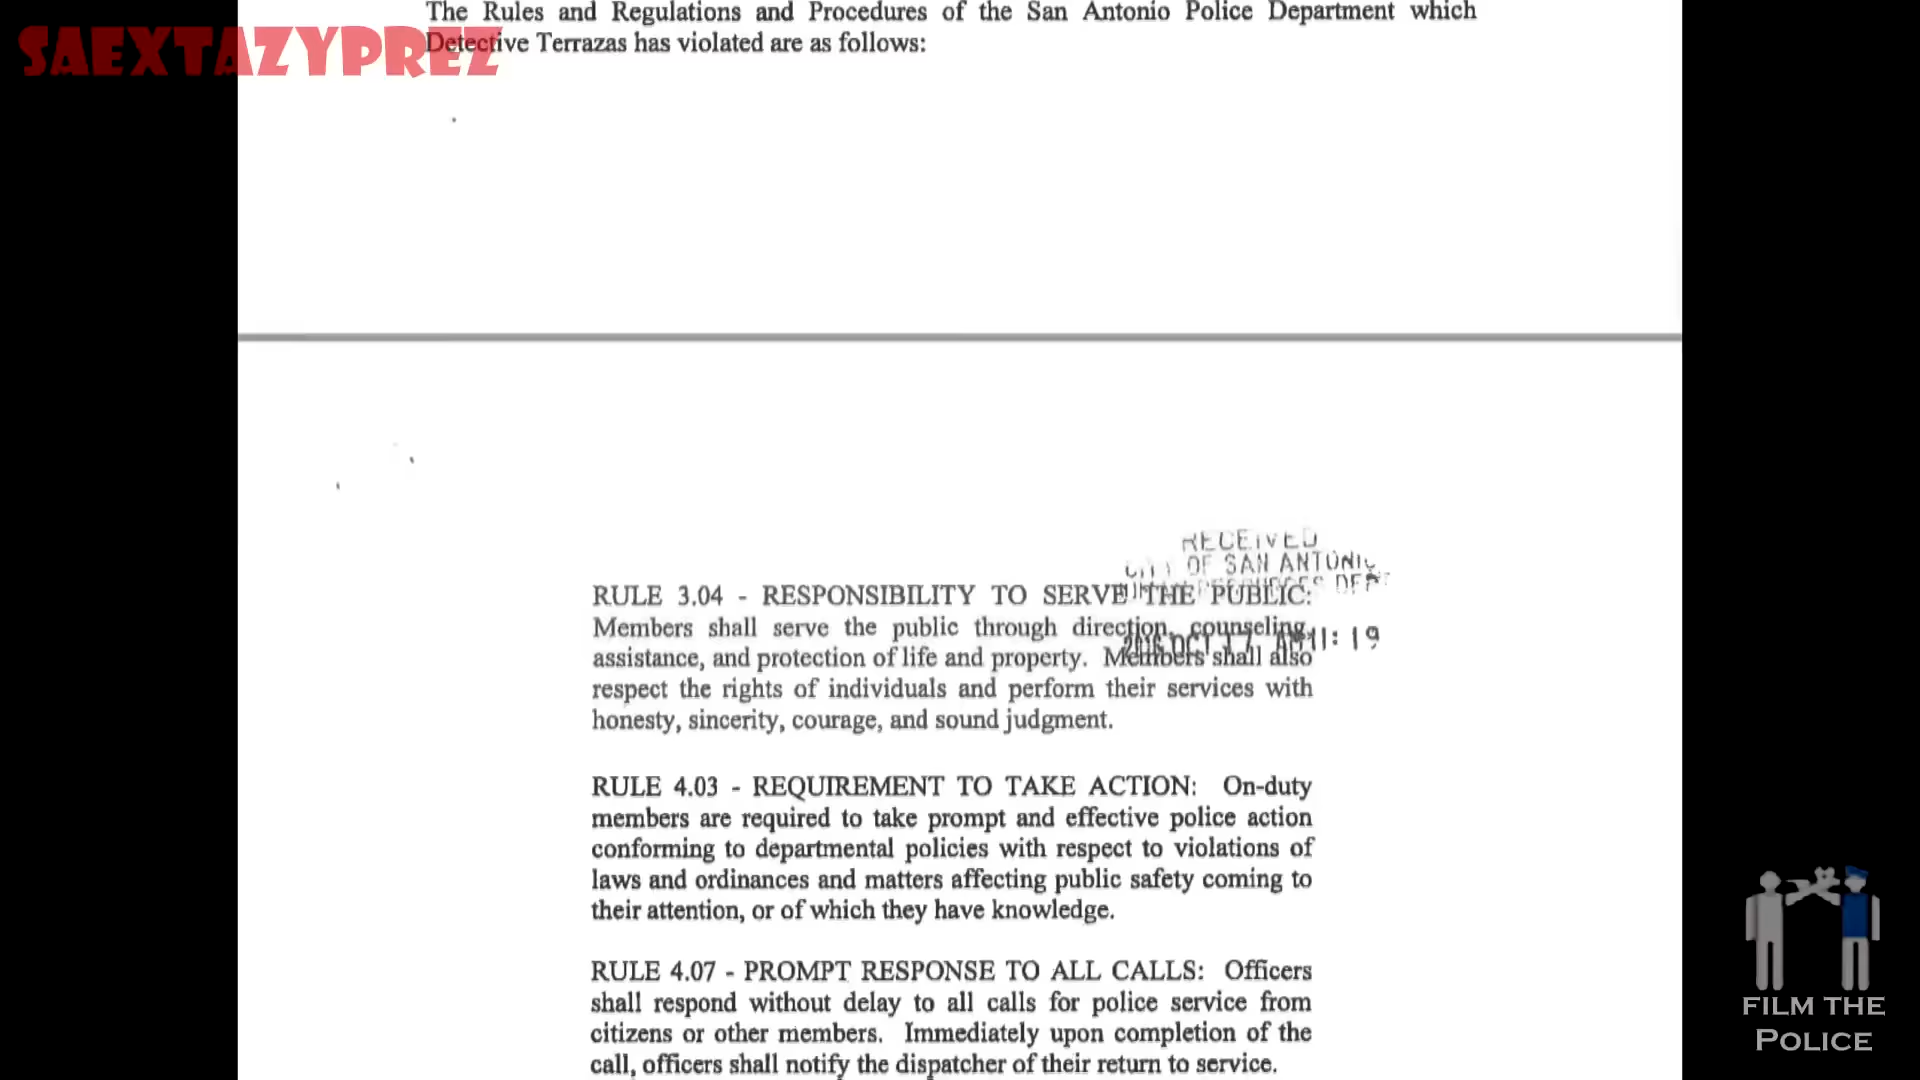 The Rules and Regulations and Procedures of the San Antonio Police Department which
SAEXTAZYPREZ
Detective Terrazas has violated are as follows:
RECEIVED
OF SAN ANTONIO
RULE 3.04 - RESPONSIBILITY TO SERVE THE PUBLIC:
Members shall serve the public through direction, counseling,
2016 OCT 17 AM 11:19
assistance, and protection of life and property. Members shall also
respect the rights of individuals and perform their services with
honesty, sincerity, courage, and sound judgment.
RULE 4.03 - REQUIREMENT TO TAKE ACTION: On-duty
members are required to take prompt and effective police action
conforming to departmental policies with respect to violations of
laws and ordinances and matters affecting public safety coming to
their attention, or of which they have knowledge.
RULE 4.07 - PROMPT RESPONSE TO ALL CALLS: Officers
shall respond without delay to all calls for police service from
citizens or other members. Immediately upon completion of the
call, officers shall notify the dispatcher of their return to service.
FILM THE
POLICE